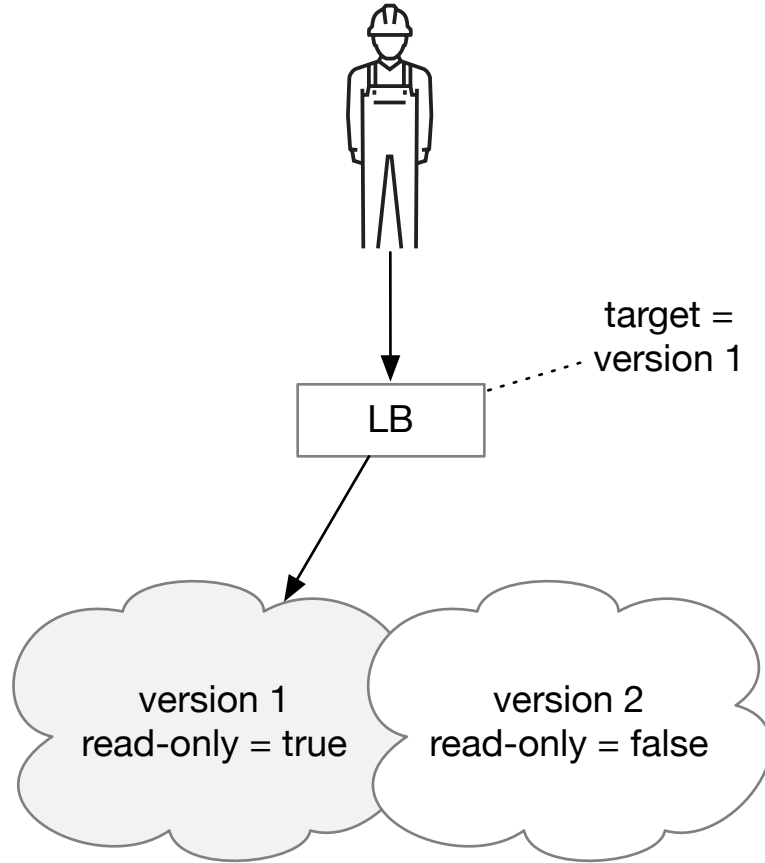 target =
version 1
LB
version 1
read-only = true
version 2
read-only = false